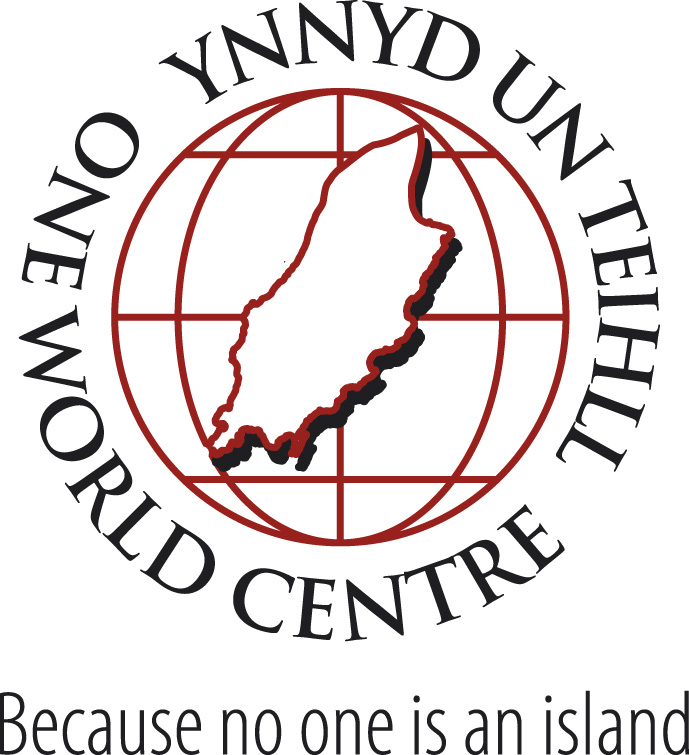 YNNYD UN TEIHLL
ONE WORLD CENTRE
Because no one is an island